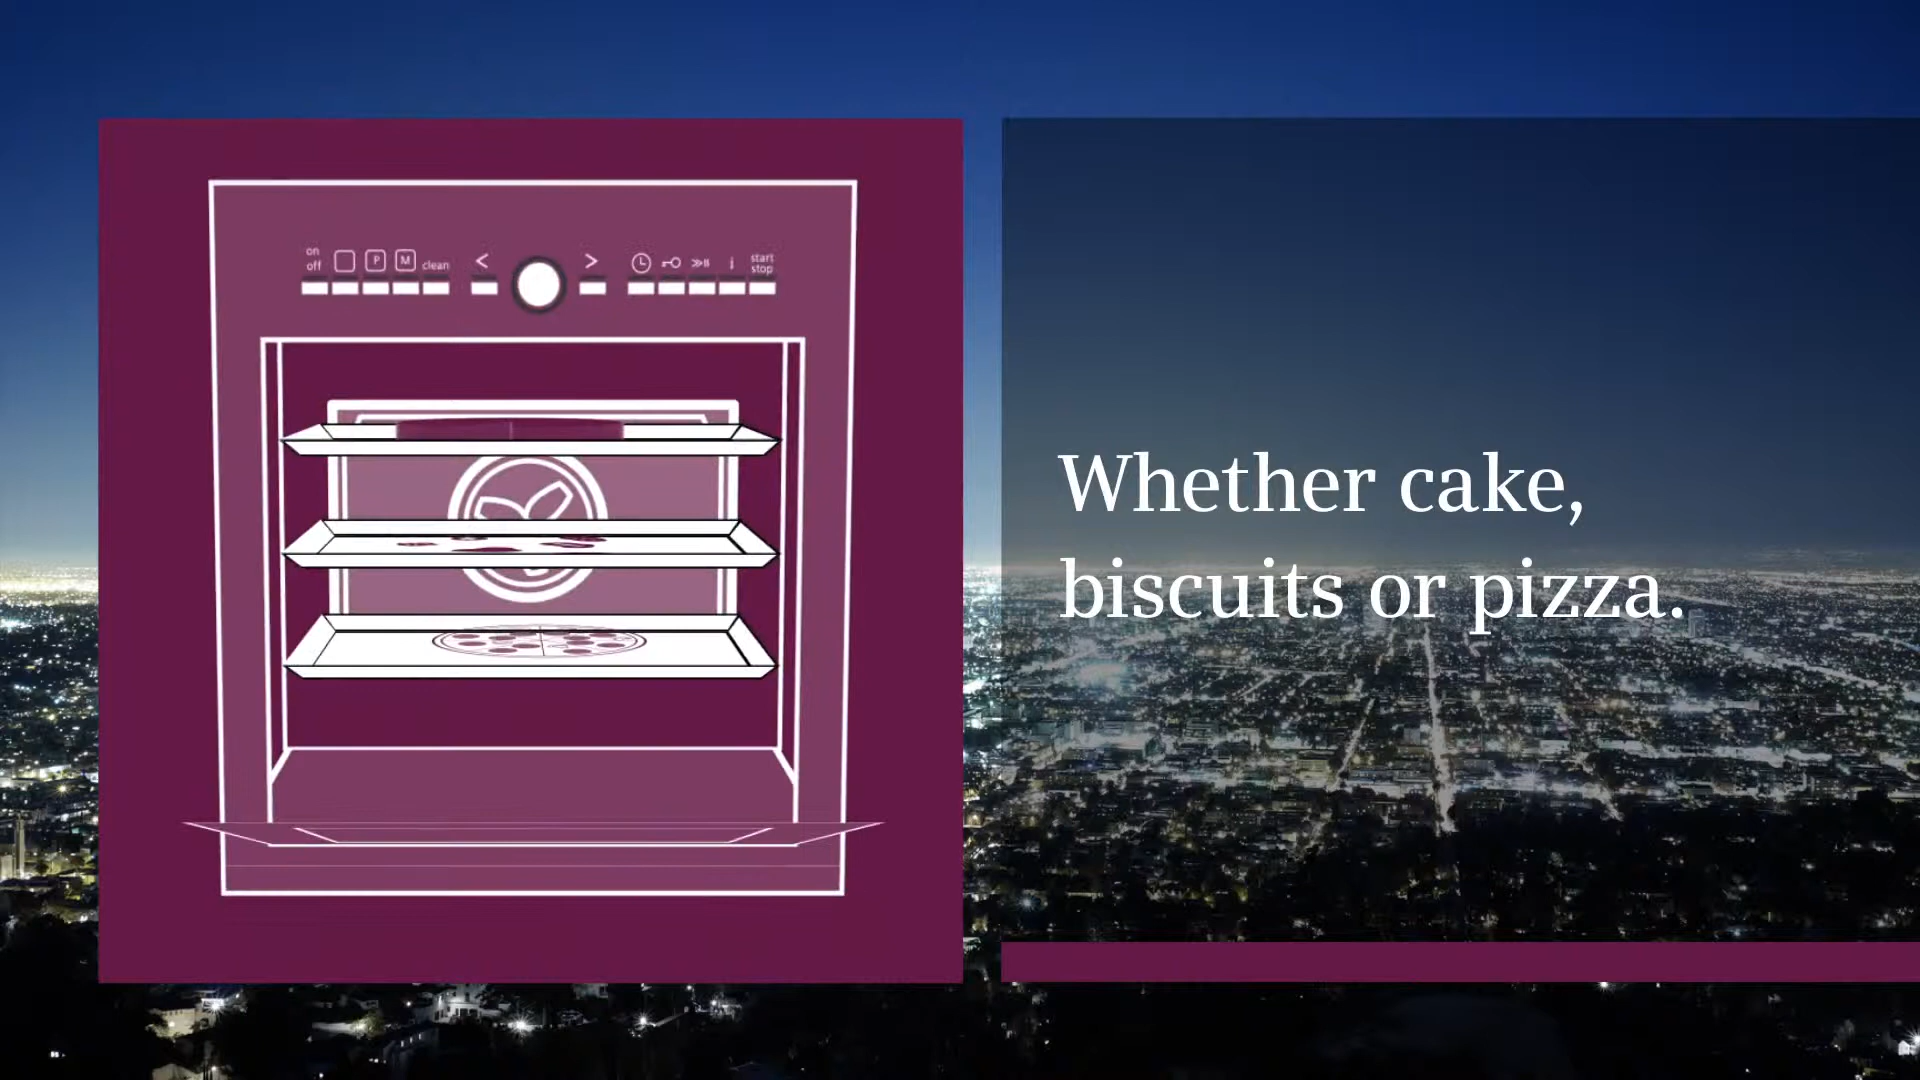 on
off
P
M
clean
<
>
i
start
stop
Whether cake,
biscuits or pizza.